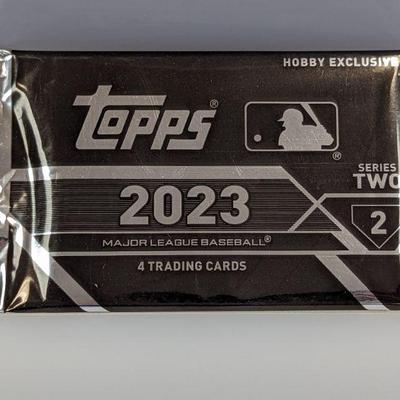 HOBBY EXCLUSIVE
Topps®
®
SERIES
TWO
2
2023
MAJOR LEAGUE BASEBALL®
4 TRADING CARDS